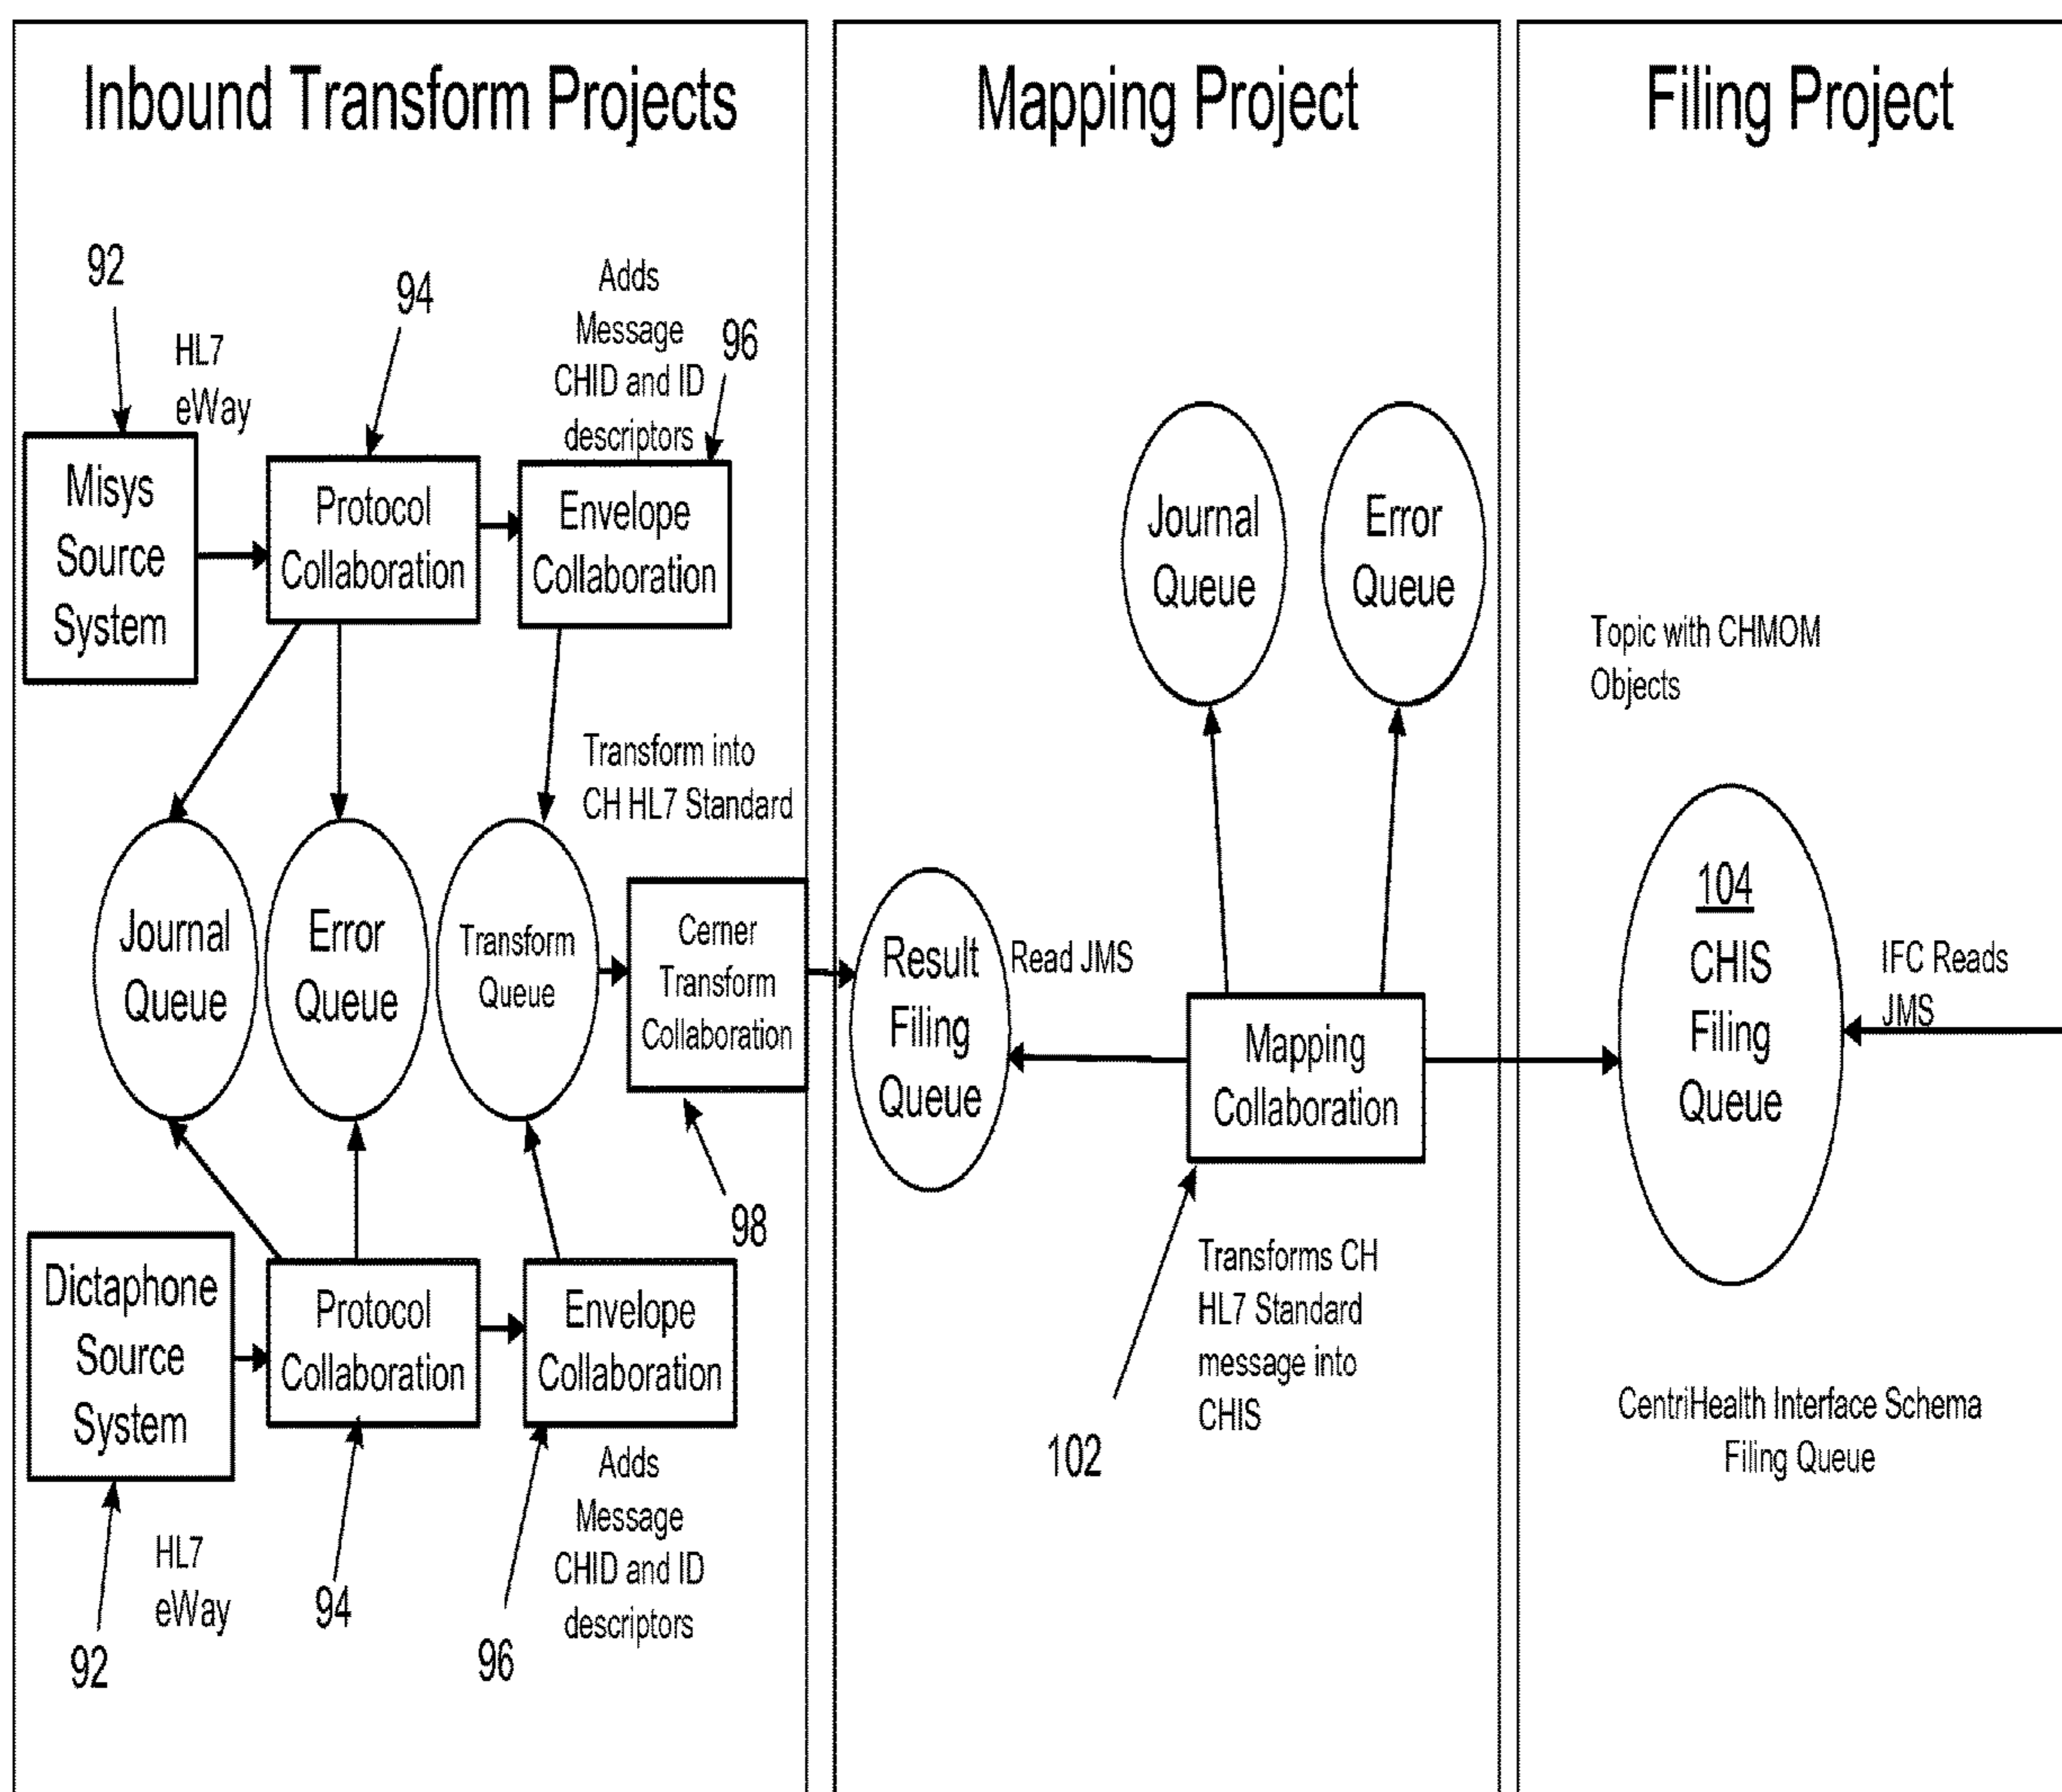 Inbound Transform Projects
92
HL7
eWay
94
Adds
Message
CHID and ID
descriptors
96
Misys
Source
System
Protocol
Collaboration
Envelope
Collaboration
Transform into
CH HL7 Standard
Journal
Queue
Error
Queue
Transform
Queue
Cerner
Transform
Collaboration
98
Dictaphone
Source
System
Protocol
Collaboration
Envelope
Collaboration
92
HL7
eWay
94
96
Adds
Message
CHID and ID
descriptors
Mapping Project
Journal
Queue
Error
Queue
Result
Filing
Queue
Read JMS
Mapping
Collaboration
102
Transforms CH
HL7 Standard
message into
CHIS
Filing Project
Topic with CHMOM
Objects
104
CHIS
Filing
Queue
IFC Reads
JMS
CentriHealth Interface Schema
Filing Queue